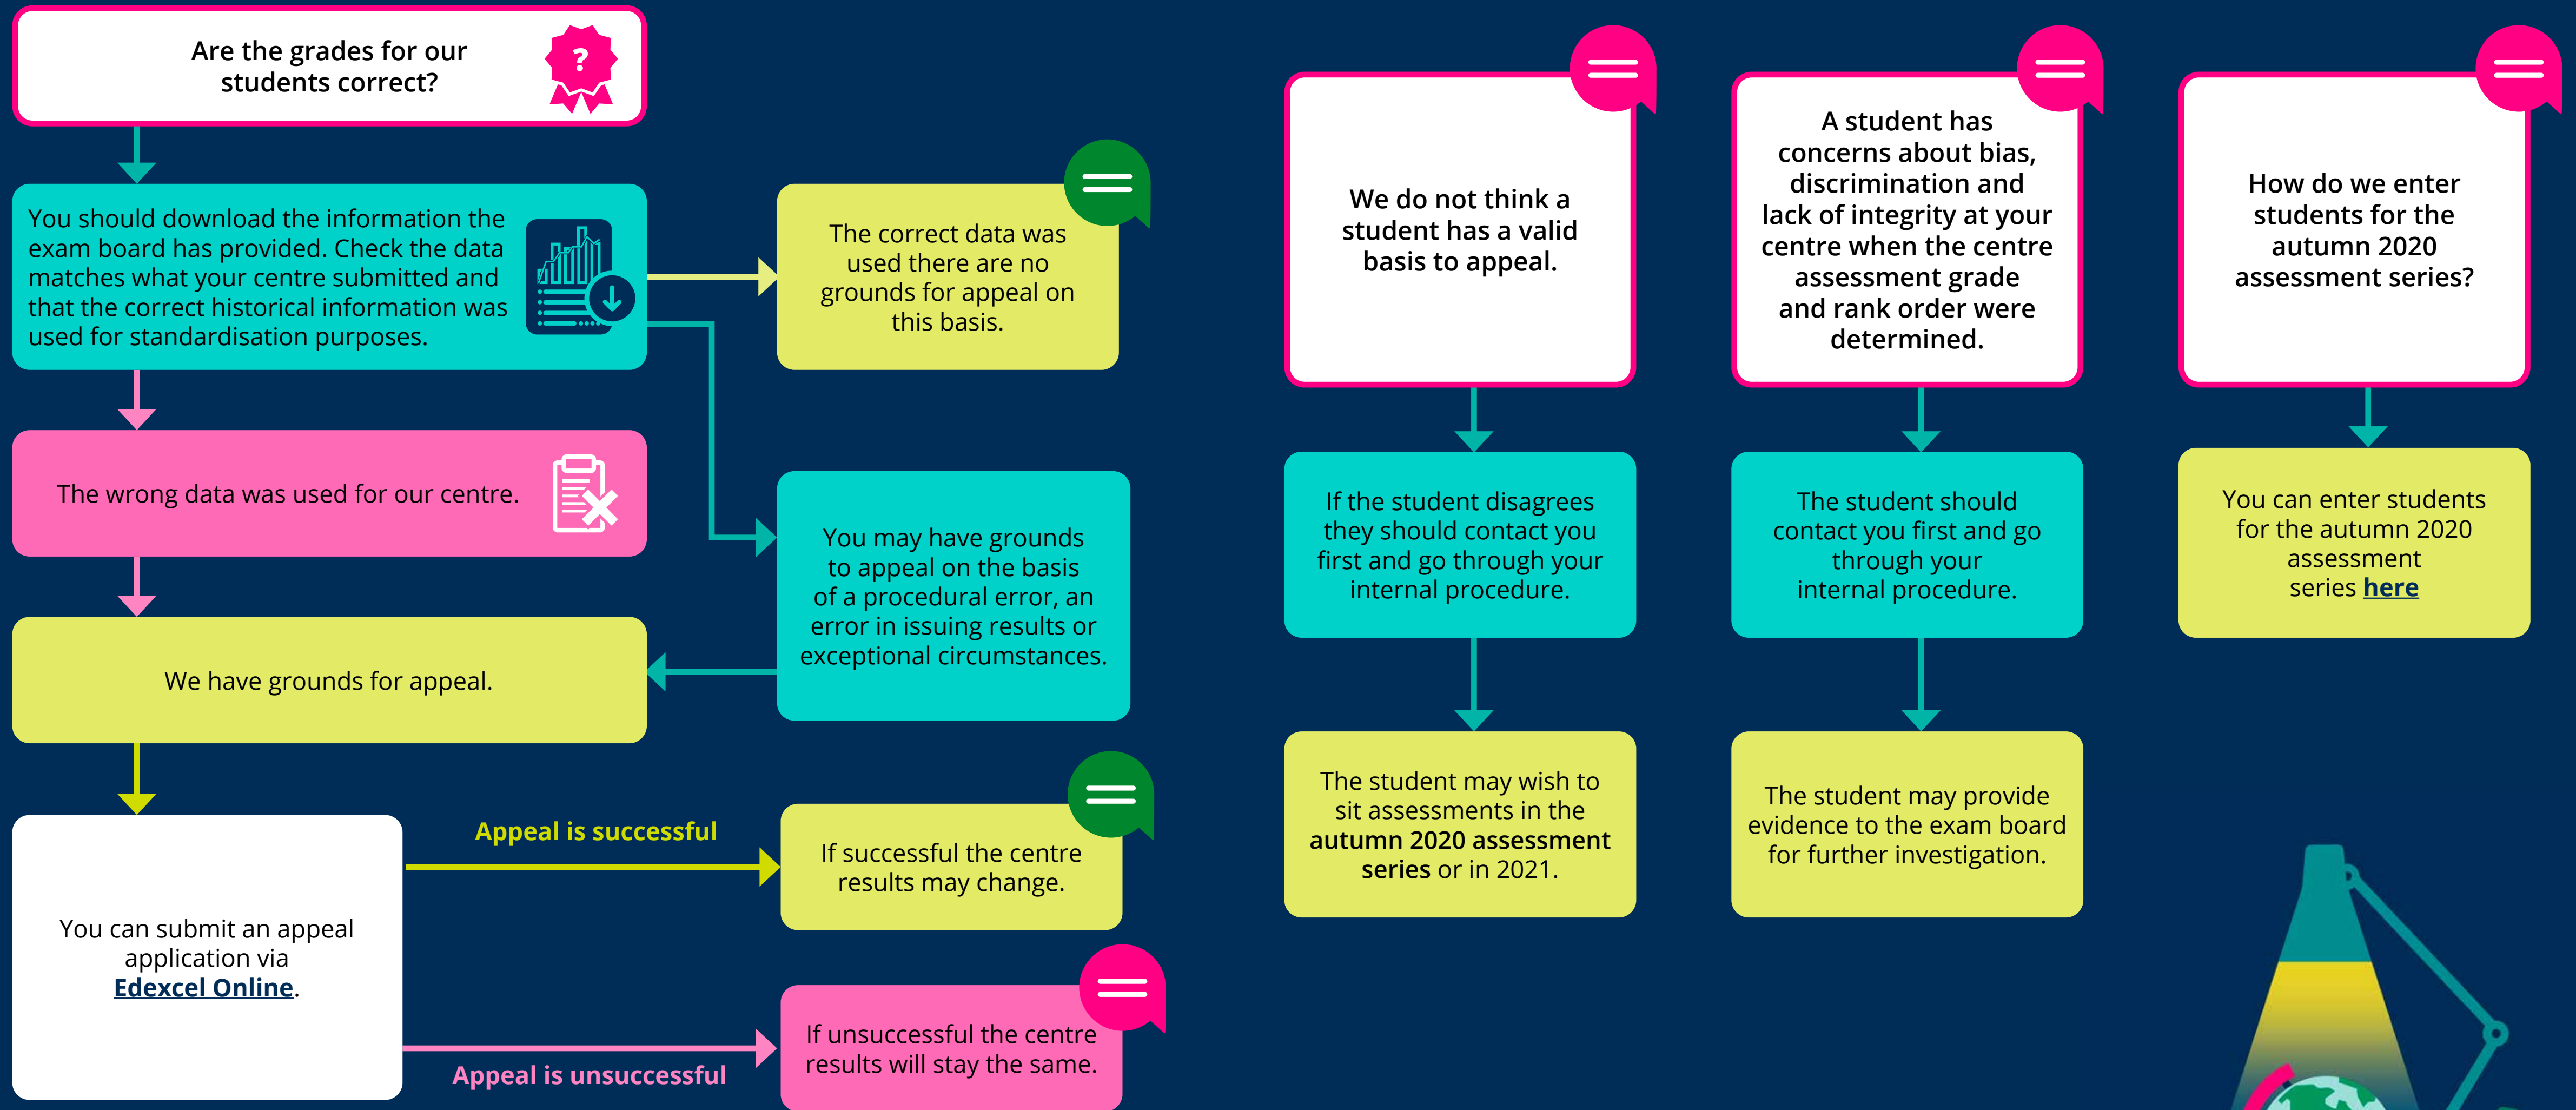 Are the grades for our
students correct?
?
You should download the information the
exam board has provided. Check the data
matches what your centre submitted and
that the correct historical information was
used for standardisation purposes.
The correct data was
used there are no
grounds for appeal on
this basis.
The wrong data was used for our centre.
You may have grounds
to appeal on the basis
of a procedural error, an
error in issuing results or
exceptional circumstances.
We have grounds for appeal.
You can submit an appeal
application via
Edexcel Online.
Appeal is successful
If successful the centre
results may change.
Appeal is unsuccessful
If unsuccessful the centre
results will stay the same.
We do not think a
student has a valid
basis to appeal.
If the student disagrees
they should contact you
first and go through your
internal procedure.
The student may wish to
sit assessments in the
autumn 2020 assessment
series or in 2021.
A student has
concerns about bias,
discrimination and
lack of integrity at your
centre when the centre
assessment grade
and rank order were
determined.
The student should
contact you first and go
through your
internal procedure.
The student may provide
evidence to the exam board
for further investigation.
How do we enter
students for the
autumn 2020
assessment series?
You can enter students
for the autumn 2020
assessment
series here